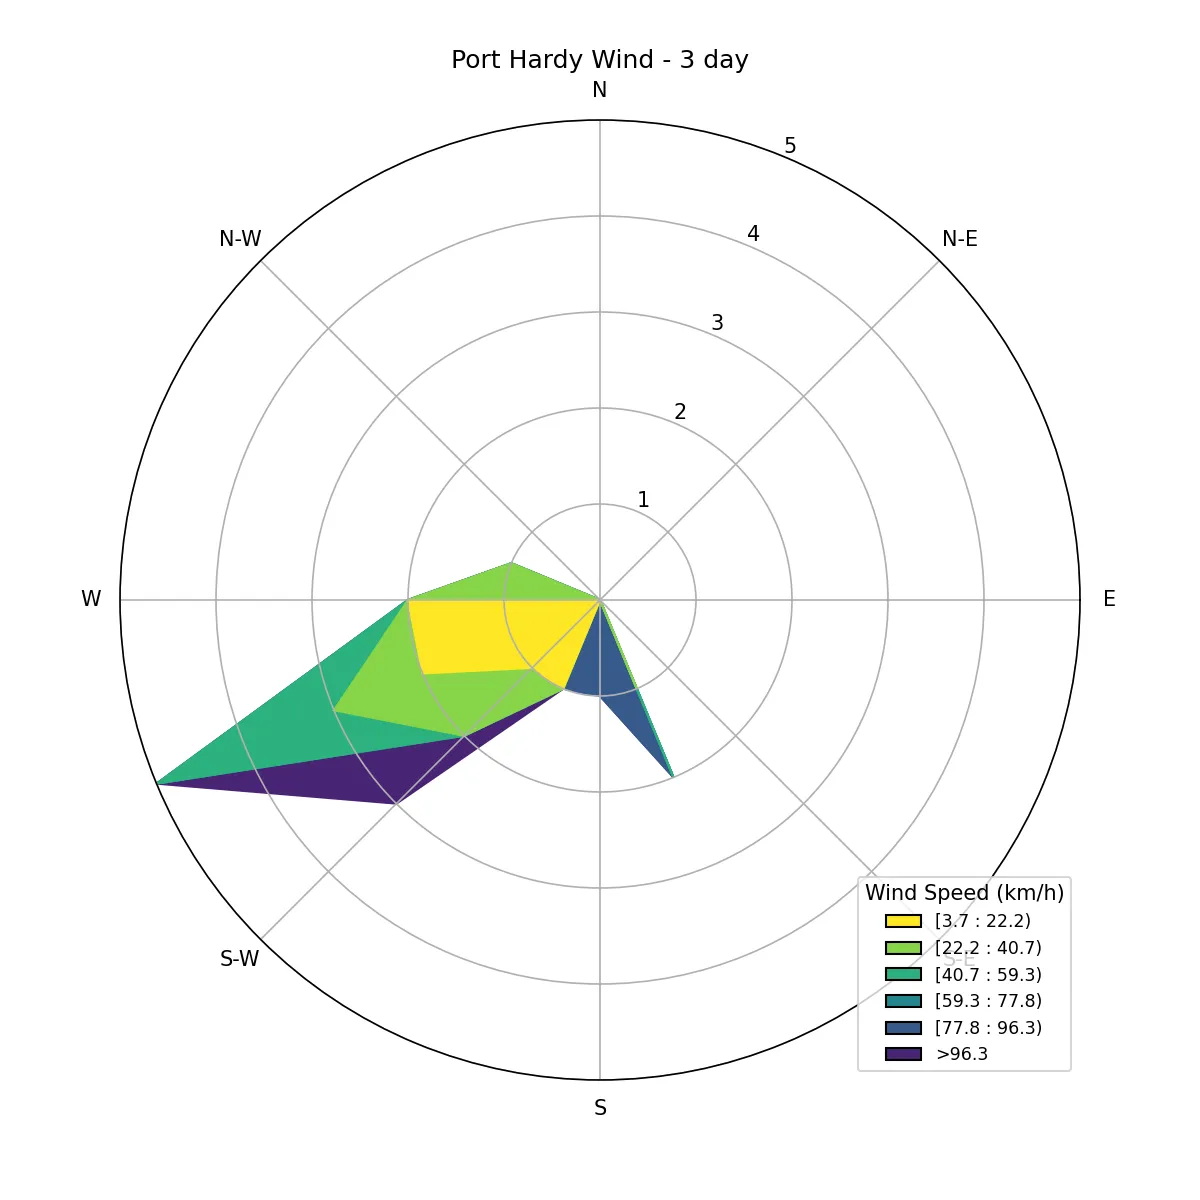 Port Hardy Wind - 3 day
N
5
4
N-W
N-E
3
2
1
W
E
Wind Speed (km/h)
[3.7 : 22.2)
[22.2 : 40.7)
S-W
S-E
[40.7 : 59.3)
[59.3 : 77.8)
[77.8 : 96.3)
>96.3
S